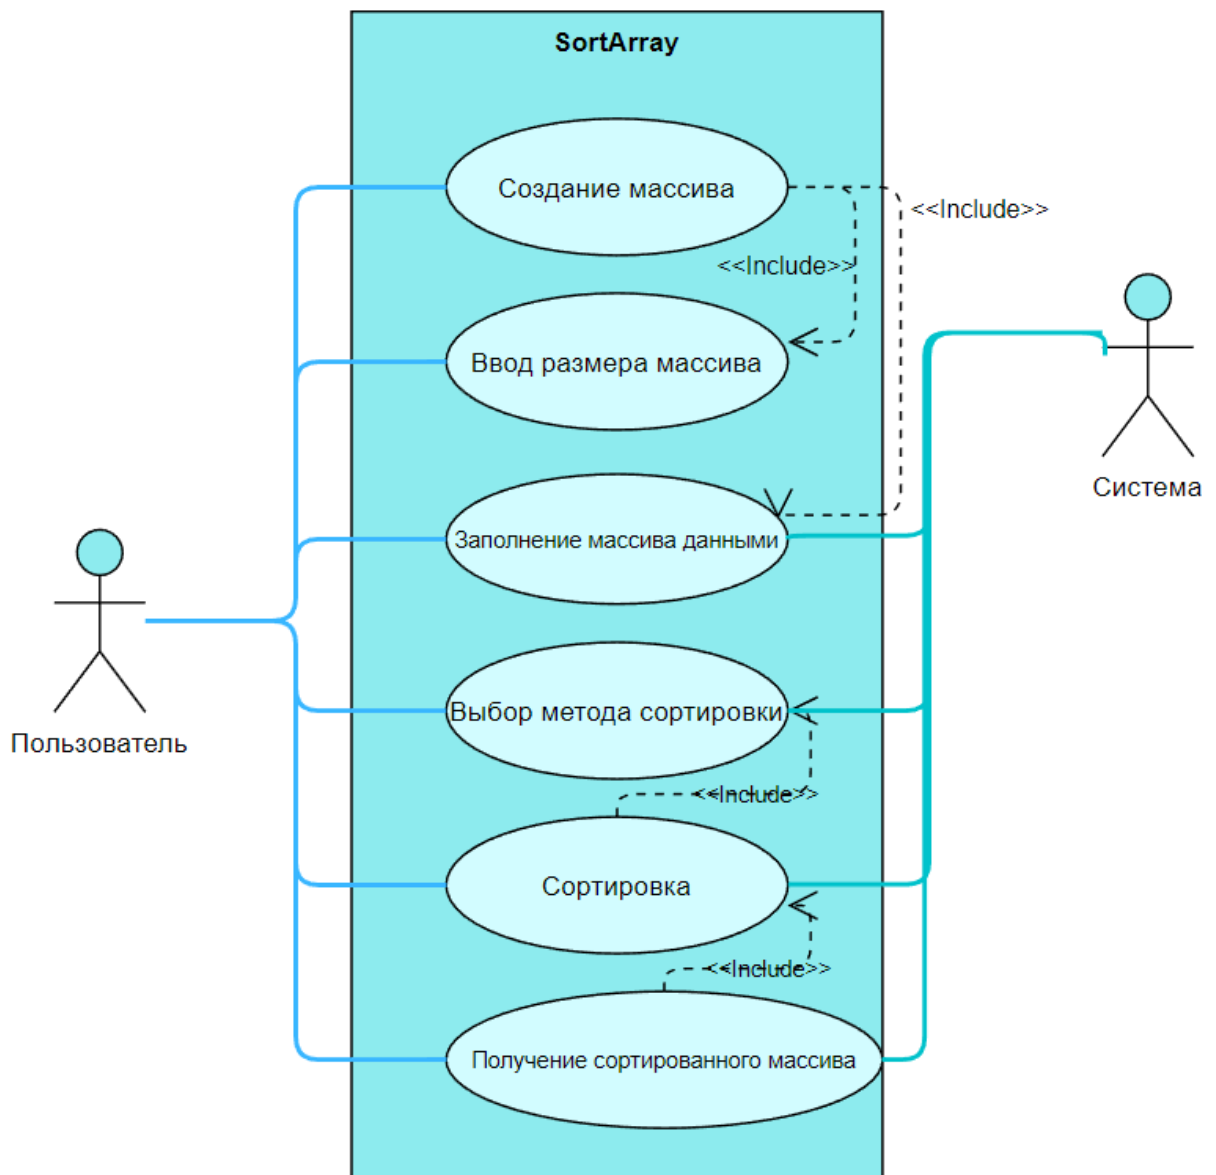 SortArray
Создание массива
<<Include>>
<<Include>>
Ввод размера массива
Система
Заполнение массива данными
Выбор метода сортировки
Пользователь
<<Include>>
Сортировка
<<Include>>
Получение сортированного массива